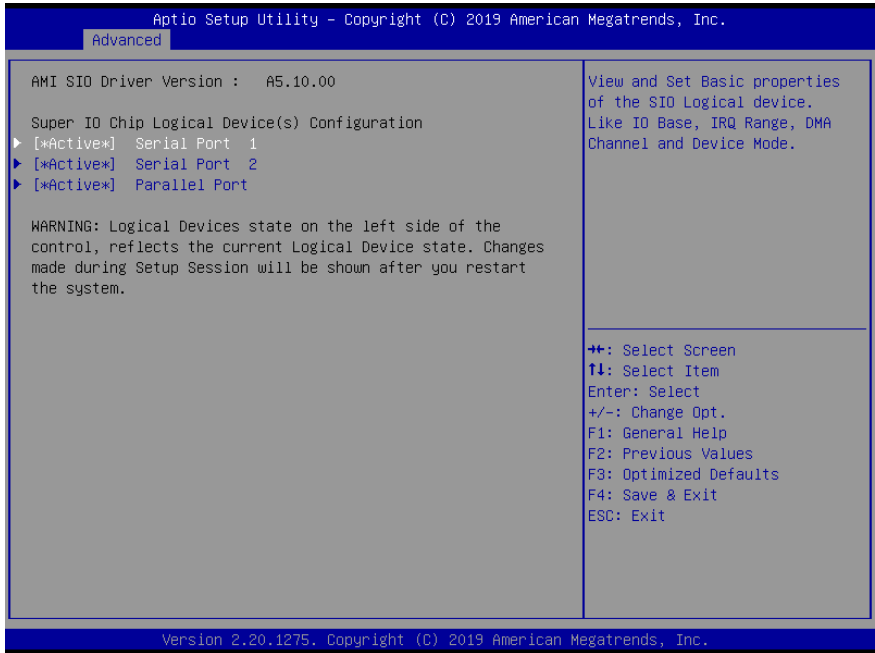 Aptio Setup Utility – Copyright (C) 2019 American Megatrends, Inc.
Advanced
AMI SIO Driver Version :   A5.10.00
Super IO Chip Logical Device(s) Configuration
[*Active*]  Serial Port  1
[*Active*]  Serial Port  2
[*Active*]  Parallel Port
WARNING: Logical Devices state on the left side of the
control, reflects the current Logical Device state. Changes
made during Setup Session will be shown after you restart
the system.
View and Set Basic properties
of the SIO Logical device.
Like IO Base, IRQ Range, DMA
Channel and Device Mode.
→←: Select Screen
↑↓: Select Item
Enter: Select
+/-: Change Opt.
F1: General Help
F2: Previous Values
F3: Optimized Defaults
F4: Save & Exit
ESC: Exit
Version 2.20.1275. Copyright (C) 2019 American Megatrends, Inc.